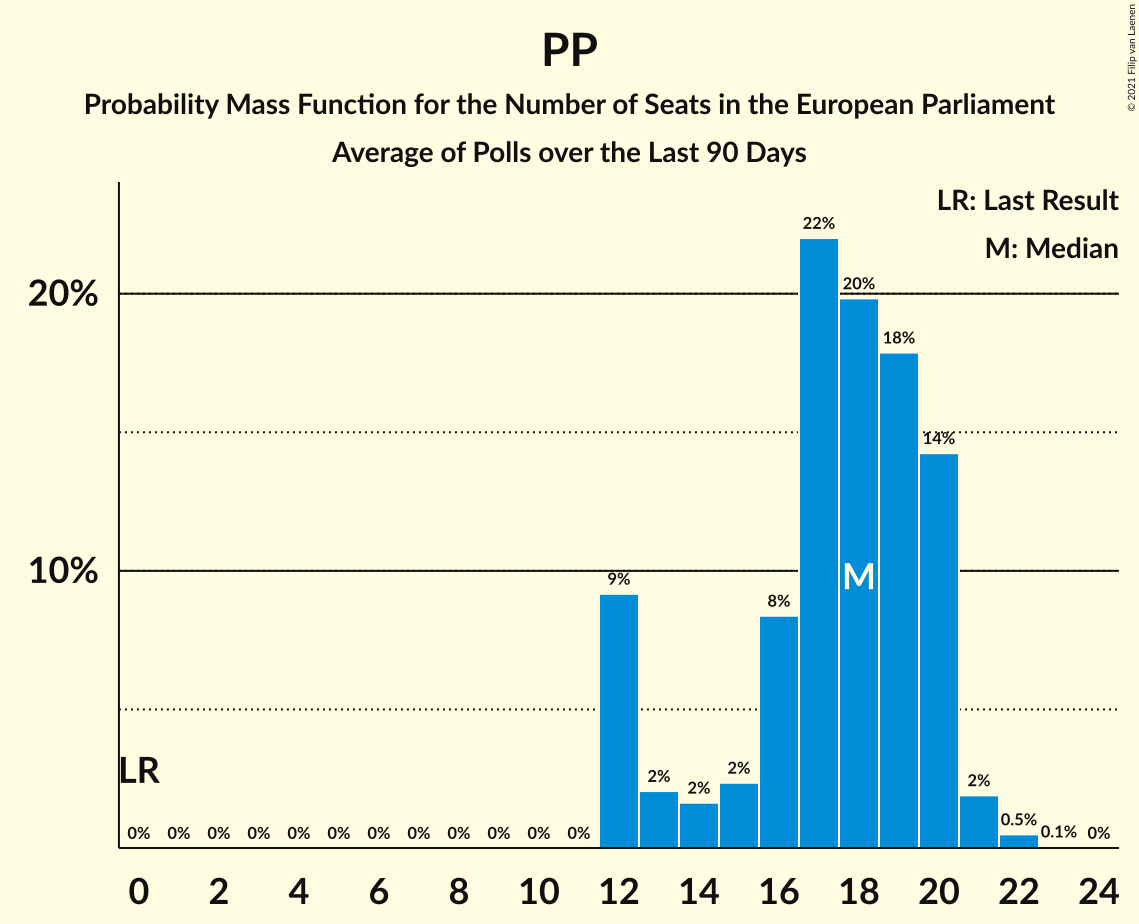 PP
Probability Mass Function for the Number of Seats in the European Parliament
Average of Polls over the Last 90 Days
© 2021 Filip van Laenen
LR: Last Result
M: Median
22%
20%
20%
18%
14%
10%
9%
8%
M
LR
2%
2%
2%
2%
0.5%
0.1%
0%
0% 0% 0% 0% 0% 0% 0% 0% 0% 0% 0% 0%
0 2 4 6 8 10 12 14 16 18 20 22 24